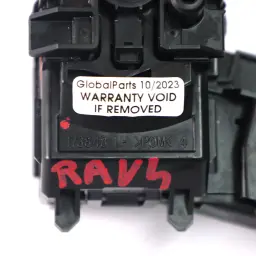 GlobalParts 10/2023
WARRANTY VOID
IF REMOVED
RAV4